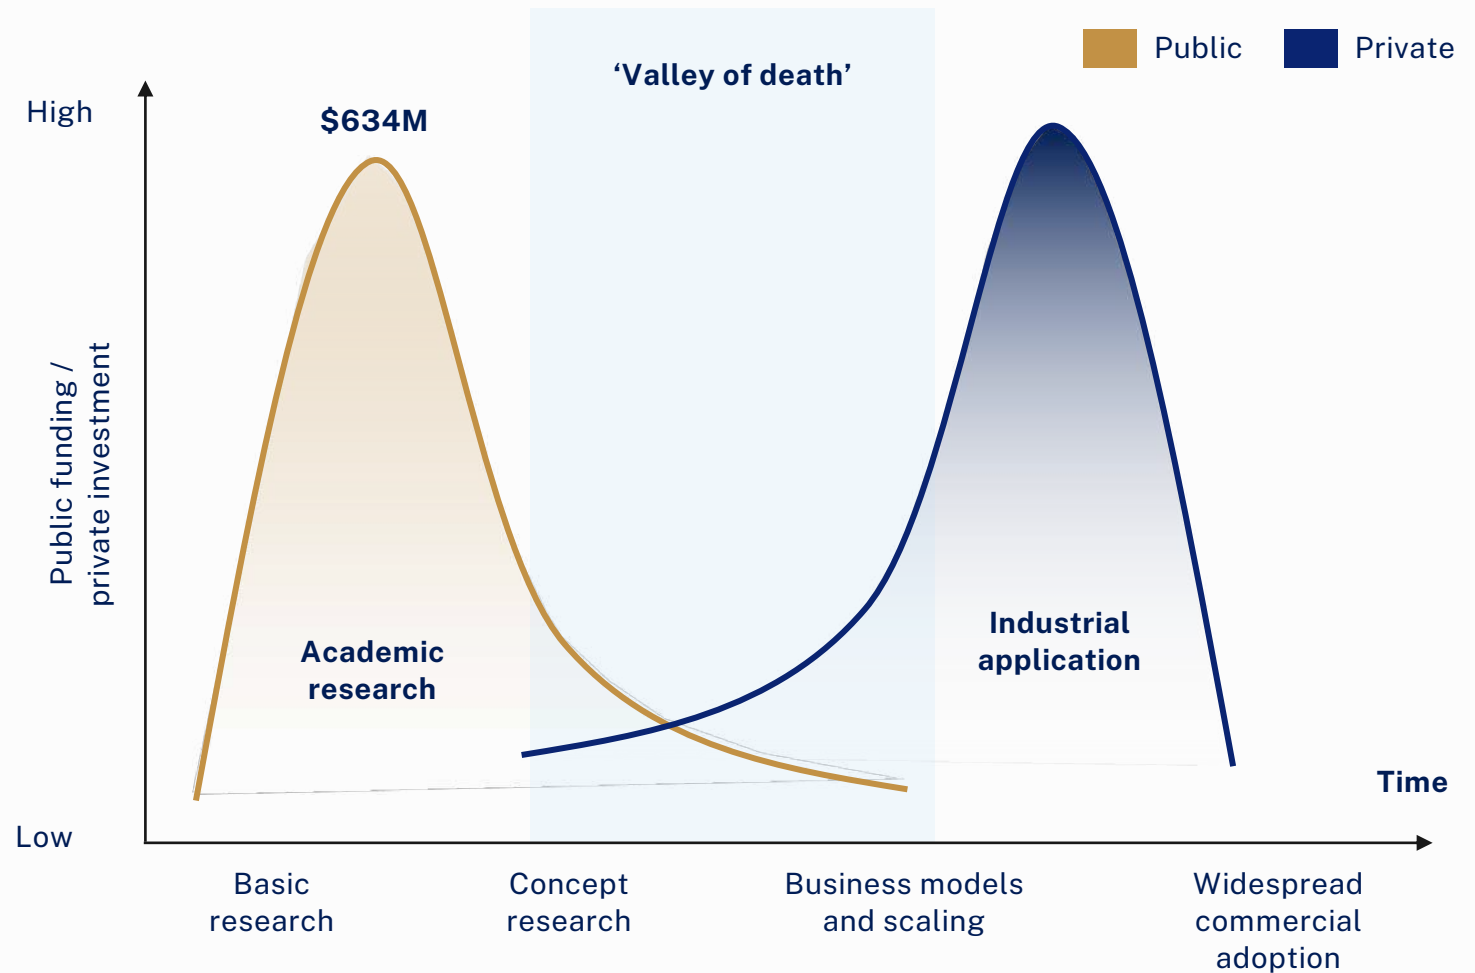 Public
Private
‘Valley of death’
High
$634M
Public funding /
private investment
Academic
research
Industrial
application
Time
Low
Basic
research
Concept
research
Business models
and scaling
Widespread
commercial
adoption